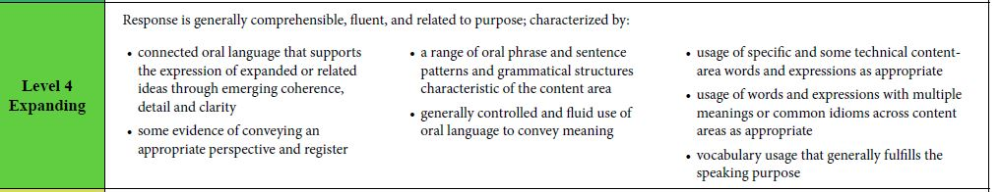 Level 4
Expanding
Response is generally comprehensible, fluent, and related to purpose; characterized by:
• connected oral language that supports
the expression of expanded or related
ideas through emerging coherence,
detail and clarity
• some evidence of conveying an
appropriate perspective and register
• a range of oral phrase and sentence
patterns and grammatical structures
characteristic of the content area
• generally controlled and fluid use of
oral language to convey meaning
• usage of specific and some technical content-
area words and expressions as appropriate
• usage of words and expressions with multiple
meanings or common idioms across content
areas as appropriate
• vocabulary usage that generally fulfills the
speaking purpose